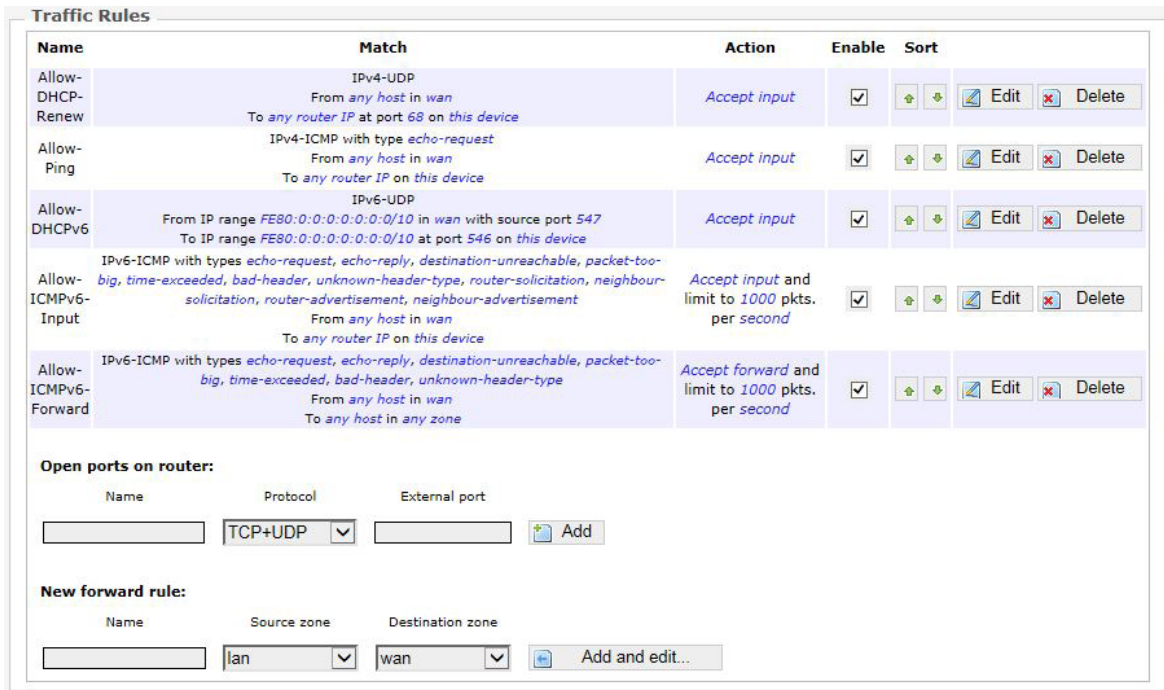 Traffic Rules
Name Match Action Enable Sort
Allow-
DHCP-
Renew
IPv4-UDP
From any host in wan
To any router IP at port 68 on this device
Accept input
Edit Delete
Allow-
Ping
IPv4-ICMP with type echo-request
From any host in wan
To any router IP on this device
Accept input
Edit Delete
Allow-
DHCPv6
IPv6-UDP
From IP range FE80:0:0:0:0:0:0:0/10 in wan with source port 547
To IP range FE80:0:0:0:0:0:0:0/10 at port 546 on this device
Accept input
Edit Delete
Allow-
ICMPv6-
Input
IPv6-ICMP with types echo-request, echo-reply, destination-unreachable, packet-too-
big, time-exceeded, bad-header, unknown-header-type, router-solicitation, neighbour-
solicitation, router-advertisement, neighbour-advertisement
From any host in wan
To any router IP on this device
Accept input and
limit to 1000 pkts.
per second
Edit Delete
Allow-
ICMPv6-
Forward
IPv6-ICMP with types echo-request, echo-reply, destination-unreachable, packet-too-
big, time-exceeded, bad-header, unknown-header-type
From any host in wan
To any host in any zone
Accept forward and
limit to 1000 pkts.
per second
Edit Delete
Open ports on router:
Name Protocol External port
TCP+UDP Add
New forward rule:
Name Source zone Destination zone
lan wan Add and edit...